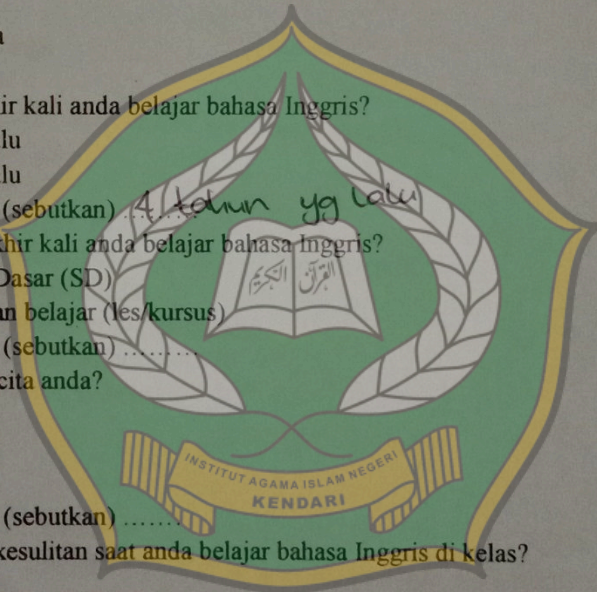 a
ir kali anda belajar bahasa Inggris?
lu
lu
(sebutkan) .4 tahun yg lalu
khir kali anda belajar bahasa Inggris?
Dasar (SD)
an belajar (les/kursus)
(sebutkan) .........
cita anda?
القرآن الكريم
INSTITUT AGAMA ISLAM NEGERI
KENDARI
(sebutkan) .......
kesulitan saat anda belajar bahasa Inggris di kelas?